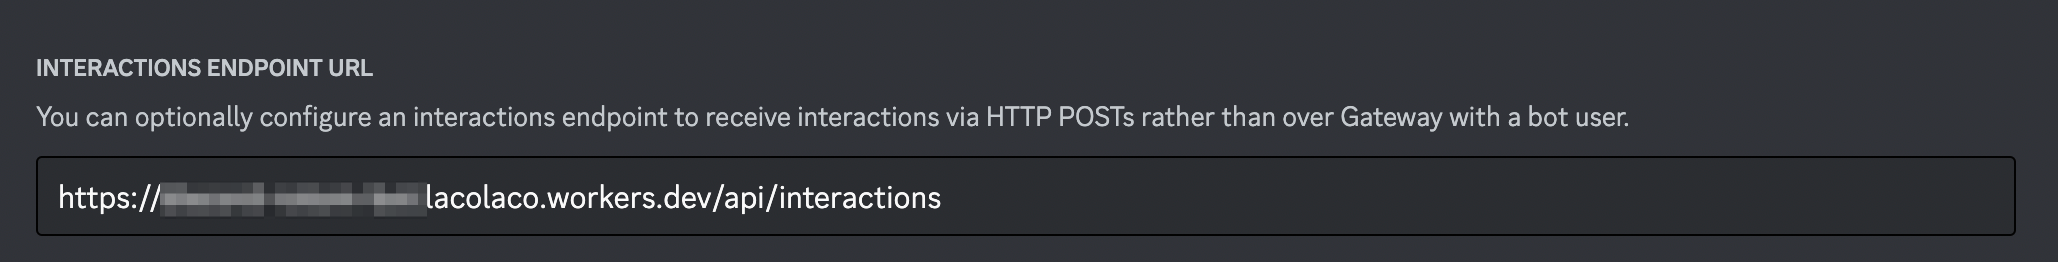 INTERACTIONS ENDPOINT URL
You can optionally configure an interactions endpoint to receive interactions via HTTP POSTs rather than over Gateway with a bot user.
https://lacolaco.workers.dev/api/interactions